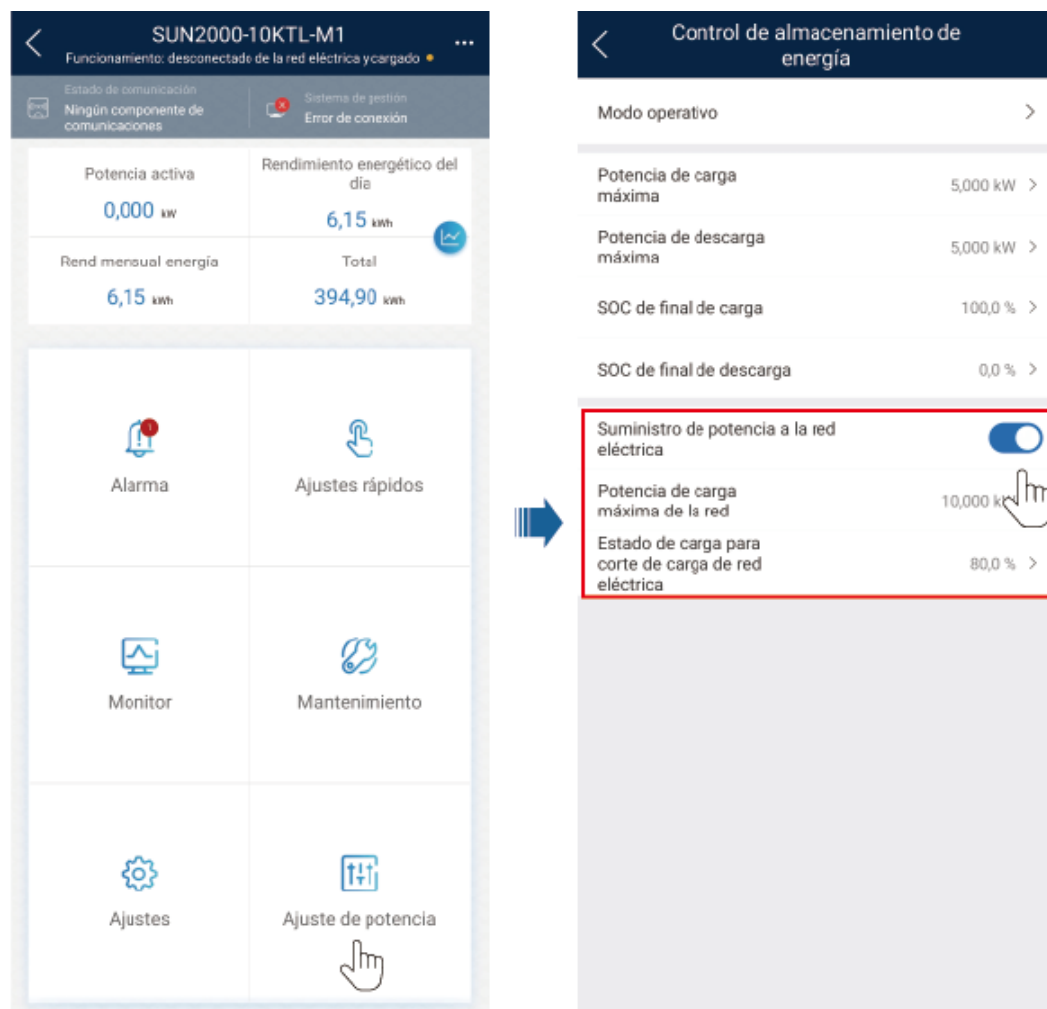 SUN2000-10KTL-M1
Funcionamiento: desconectado de la red eléctrica y cargado
Estado de comunicación
Ningún componente de
comunicaciones
Sistema de gestión
Error de conexión
Potencia activa
0,000 kW
Rendimiento energético del
día
6,15 kWh
Rend mensual energía
6,15 kWh
Total
394,90 kWh
1
Alarma
Ajustes rápidos
Monitor
Mantenimiento
Ajustes
Ajuste de potencia
Control de almacenamiento de
energía
Modo operativo
Potencia de carga
máxima
5,000 kW
Potencia de descarga
máxima
5,000 kW
SOC de final de carga
100,0 %
SOC de final de descarga
0,0 %
Suministro de potencia a la red
eléctrica
Potencia de carga
máxima de la red
10,000
Estado de carga para
corte de carga de red
eléctrica
80,0 %